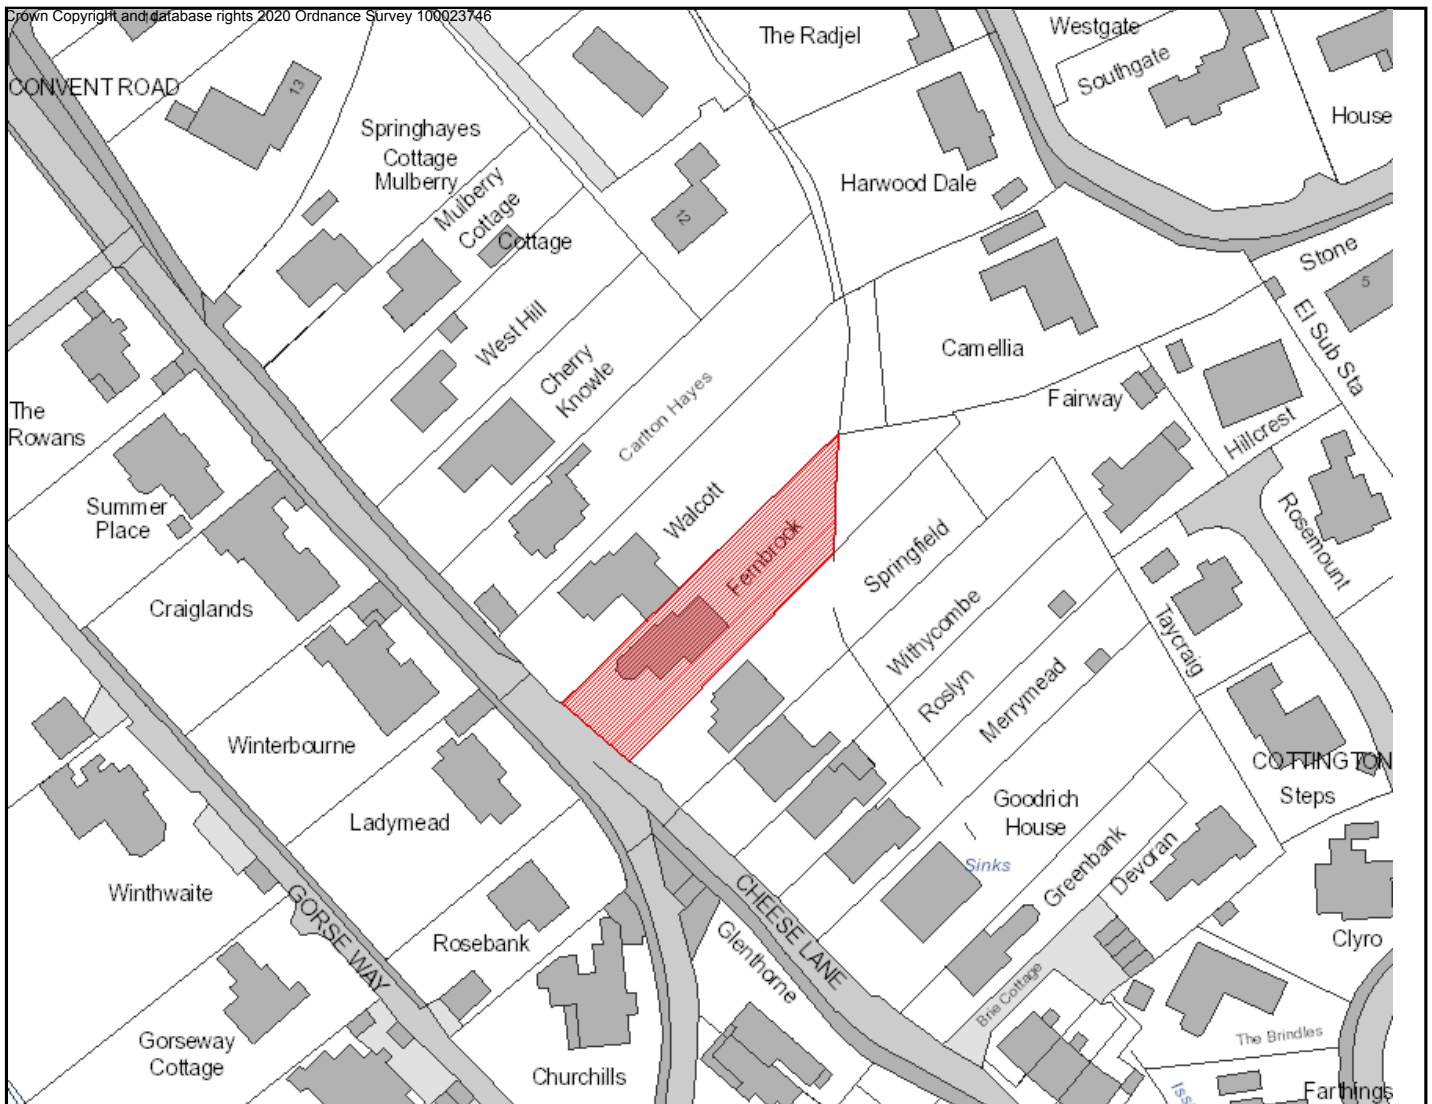 Crown Copyright and database rights 2020 Ordnance Survey 100023746
The Radjel
Westgate
Southgate
House
CONVENT ROAD
13
Springhayes
Cottage
Mulberry
Mulberry
Cottage
Cottage
12
Harwood Dale
Stone
5
El Sub Sta
West Hill
Cherry
Knowle
Carlton Hayes
Camellia
Fairway
Hillcrest
The
Rowans
Summer
Place
Walcott
Fernbrook
Springfield
Rosemount
Craiglands
Withycombe
Taycraig
Roslyn
Merrymead
Winterbourne
COTTINGTON
Steps
Ladymead
Goodrich
House
Sinks
Greenbank
Devoran
Winthwaite
GORSE WAY
CHEESE LANE
Rosebank
Glenthorne
Clyro
Brie Cottage
Gorseway
Cottage
The Brindles
Churchills
Iss
Farthings